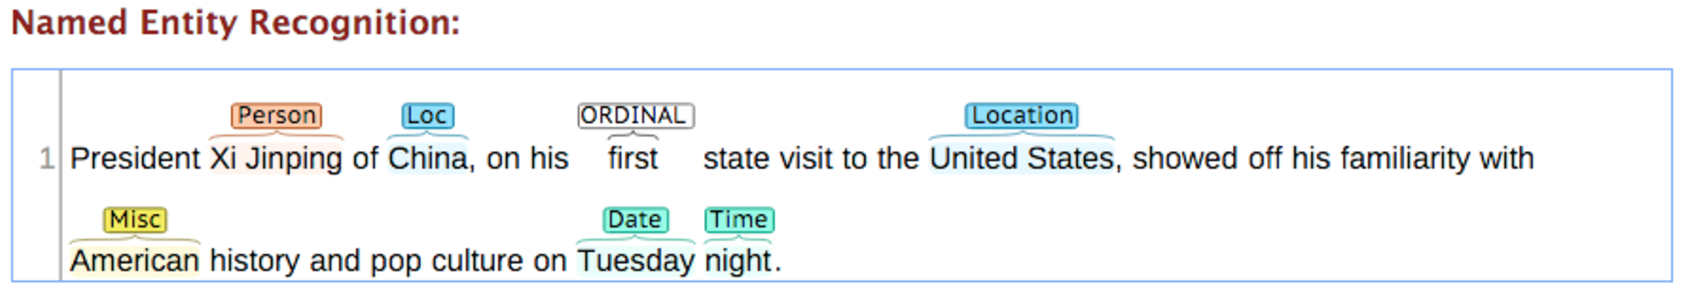 Named Entity Recognition:
Person Loc ORDINAL Location
1 President Xi Jinping of China, on his first state visit to the United States, showed off his familiarity with
Misc Date Time
American history and pop culture on Tuesday night.